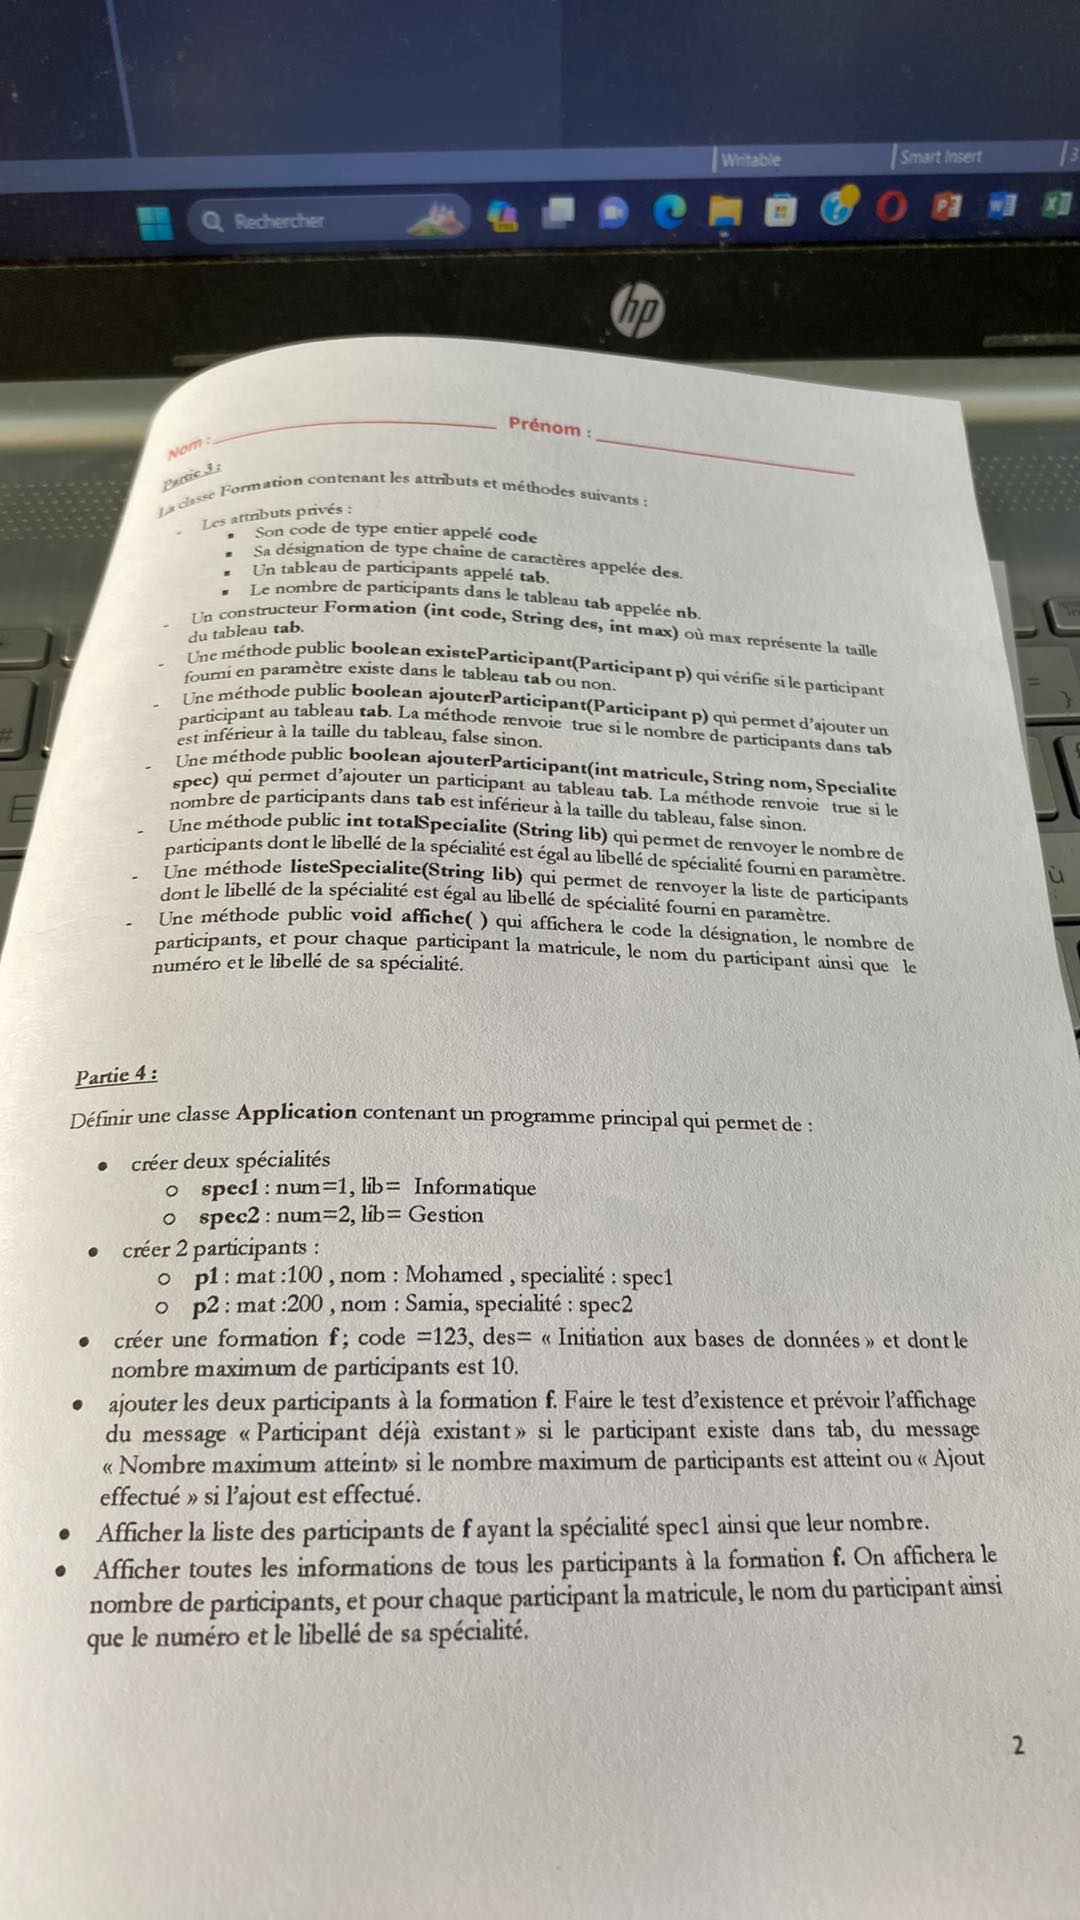 Writable
Smart Insert
3
Rechercher
hp
Nom :
Prénom :
Partie 3 :
La classe Formation contenant les attributs et méthodes suivants :
- Les attributs privés :
▪ Son code de type entier appelé code
▪ Sa désignation de type chaîne de caractères appelée des.
▪ Un tableau de participants appelé tab.
▪ Le nombre de participants dans le tableau tab appelée nb.
- Un constructeur Formation (int code, String des, int max) où max représente la taille
du tableau tab.
- Une méthode public boolean existeParticipant(Participant p) qui vérifie si le participant
fourni en paramètre existe dans le tableau tab ou non.
- Une méthode public boolean ajouterParticipant(Participant p) qui permet d'ajouter un
participant au tableau tab. La méthode renvoie true si le nombre de participants dans tab
est inférieur à la taille du tableau, false sinon.
- Une méthode public boolean ajouterParticipant(int matricule, String nom, Specialite
spec) qui permet d'ajouter un participant au tableau tab. La méthode renvoie true si le
nombre de participants dans tab est inférieur à la taille du tableau, false sinon.
- Une méthode public int totalSpecialite (String lib) qui permet de renvoyer le nombre de
participants dont le libellé de la spécialité est égal au libellé de spécialité fourni en paramètre.
- Une méthode listeSpecialite(String lib) qui permet de renvoyer la liste de participants
dont le libellé de la spécialité est égal au libellé de spécialité fourni en paramètre.
- Une méthode public void affiche( ) qui affichera le code la désignation, le nombre de
participants, et pour chaque participant la matricule, le nom du participant ainsi que le
numéro et le libellé de sa spécialité.
Partie 4 :
Définir une classe Application contenant un programme principal qui permet de :
• créer deux spécialités
o spec1 : num=1, lib= Informatique
o spec2 : num=2, lib= Gestion
• créer 2 participants :
o p1 : mat :100 , nom : Mohamed , specialité : spec1
o p2 : mat :200 , nom : Samia, specialité : spec2
• créer une formation f; code =123, des= « Initiation aux bases de données » et dont le
nombre maximum de participants est 10.
• ajouter les deux participants à la formation f. Faire le test d'existence et prévoir l'affichage
du message « Participant déjà existant » si le participant existe dans tab, du message
« Nombre maximum atteint» si le nombre maximum de participants est atteint ou « Ajout
effectué » si l'ajout est effectué.
• Afficher la liste des participants de f ayant la spécialité spec1 ainsi que leur nombre.
• Afficher toutes les informations de tous les participants à la formation f. On affichera le
nombre de participants, et pour chaque participant la matricule, le nom du participant ainsi
que le numéro et le libellé de sa spécialité.
2